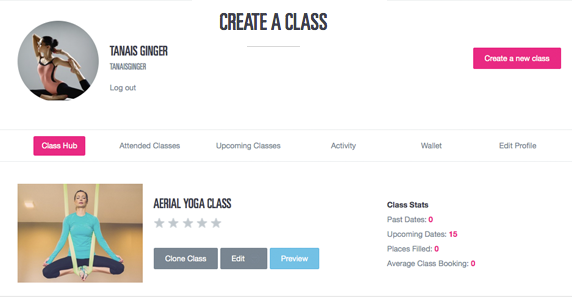 CREATE A CLASS
TANAIS GINGER
TANAISGINGER
Log out
Create a new class
Class Hub
Attended Classes
Upcoming Classes
Activity
Wallet
Edit Profile
AERIAL YOGA CLASS
Clone Class
Edit
Preview
Class Stats
Past Dates: 0
Upcoming Dates: 15
Places Filled: 0
Average Class Booking: 0